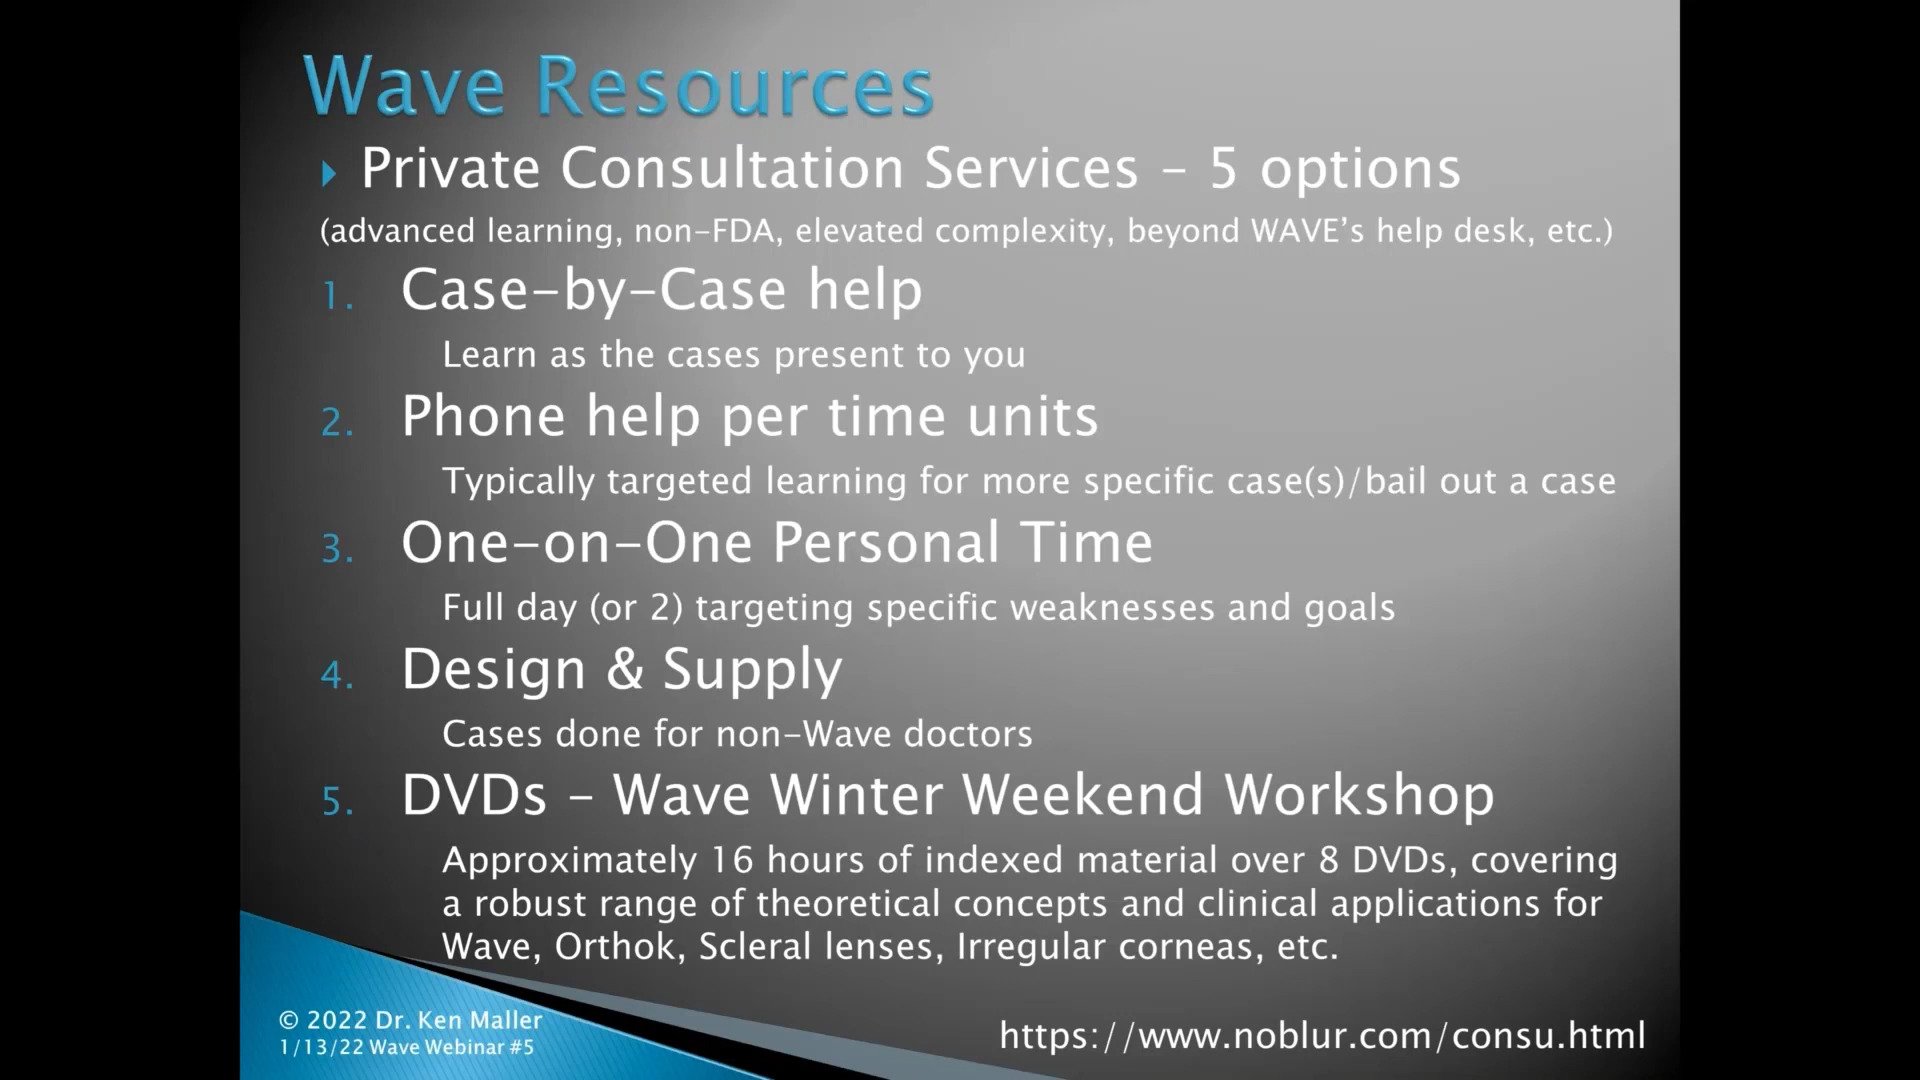 Wave Resources
Private Consultation Services – 5 options
(advanced learning, non-FDA, elevated complexity, beyond WAVE’s help desk, etc.)
1. Case-by-Case help
Learn as the cases present to you
2. Phone help per time units
Typically targeted learning for more specific case(s)/bail out a case
3. One-on-One Personal Time
Full day (or 2) targeting specific weaknesses and goals
4. Design & Supply
Cases done for non-Wave doctors
5. DVDs – Wave Winter Weekend Workshop
Approximately 16 hours of indexed material over 8 DVDs, covering
a robust range of theoretical concepts and clinical applications for
Wave, Orthok, Scleral lenses, Irregular corneas, etc.
© 2022 Dr. Ken Maller
1/13/22 Wave Webinar #5
https://www.noblur.com/consu.html